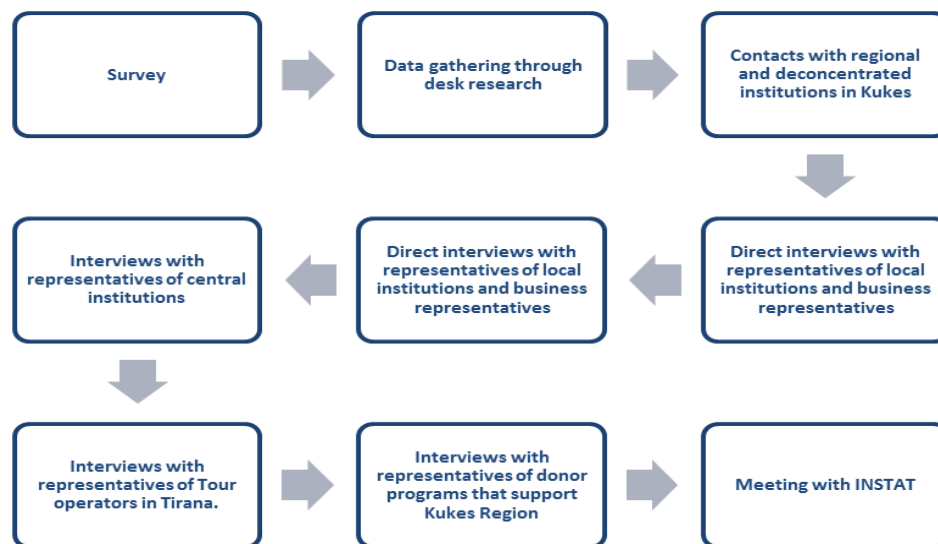 Survey
Data gathering through
desk research
Contacts with regional
and deconcentrated
institutions in Kukes
Direct interviews with
representatives of local
institutions and business
representatives
Direct interviews with
representatives of local
institutions and business
representatives
Interviews with
representatives of central
institutions
Interviews with
representatives of Tour
operators in Tirana.
Interviews with
representatives of donor
programs that support
Kukes Region
Meeting with INSTAT